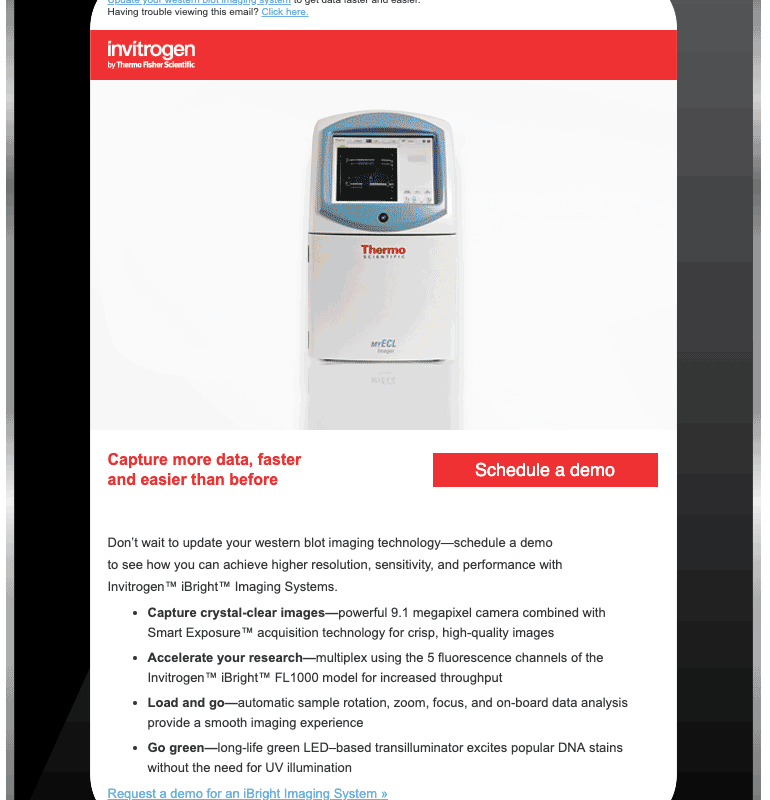 Update your western blot imaging system to get data faster and easier.
Having trouble viewing this email? Click here.
invitrogen
by Thermo Fisher Scientific
Thermo
SCIENTIFIC
MYECL
Imager
Capture more data, faster
and easier than before
Schedule a demo
Don’t wait to update your western blot imaging technology—schedule a demo
to see how you can achieve higher resolution, sensitivity, and performance with
Invitrogen™ iBright™ Imaging Systems.
• Capture crystal-clear images—powerful 9.1 megapixel camera combined with
Smart Exposure™ acquisition technology for crisp, high-quality images
• Accelerate your research—multiplex using the 5 fluorescence channels of the
Invitrogen™ iBright™ FL1000 model for increased throughput
• Load and go—automatic sample rotation, zoom, focus, and on-board data analysis
provide a smooth imaging experience
• Go green—long-life green LED–based transilluminator excites popular DNA stains
without the need for UV illumination
Request a demo for an iBright Imaging System »